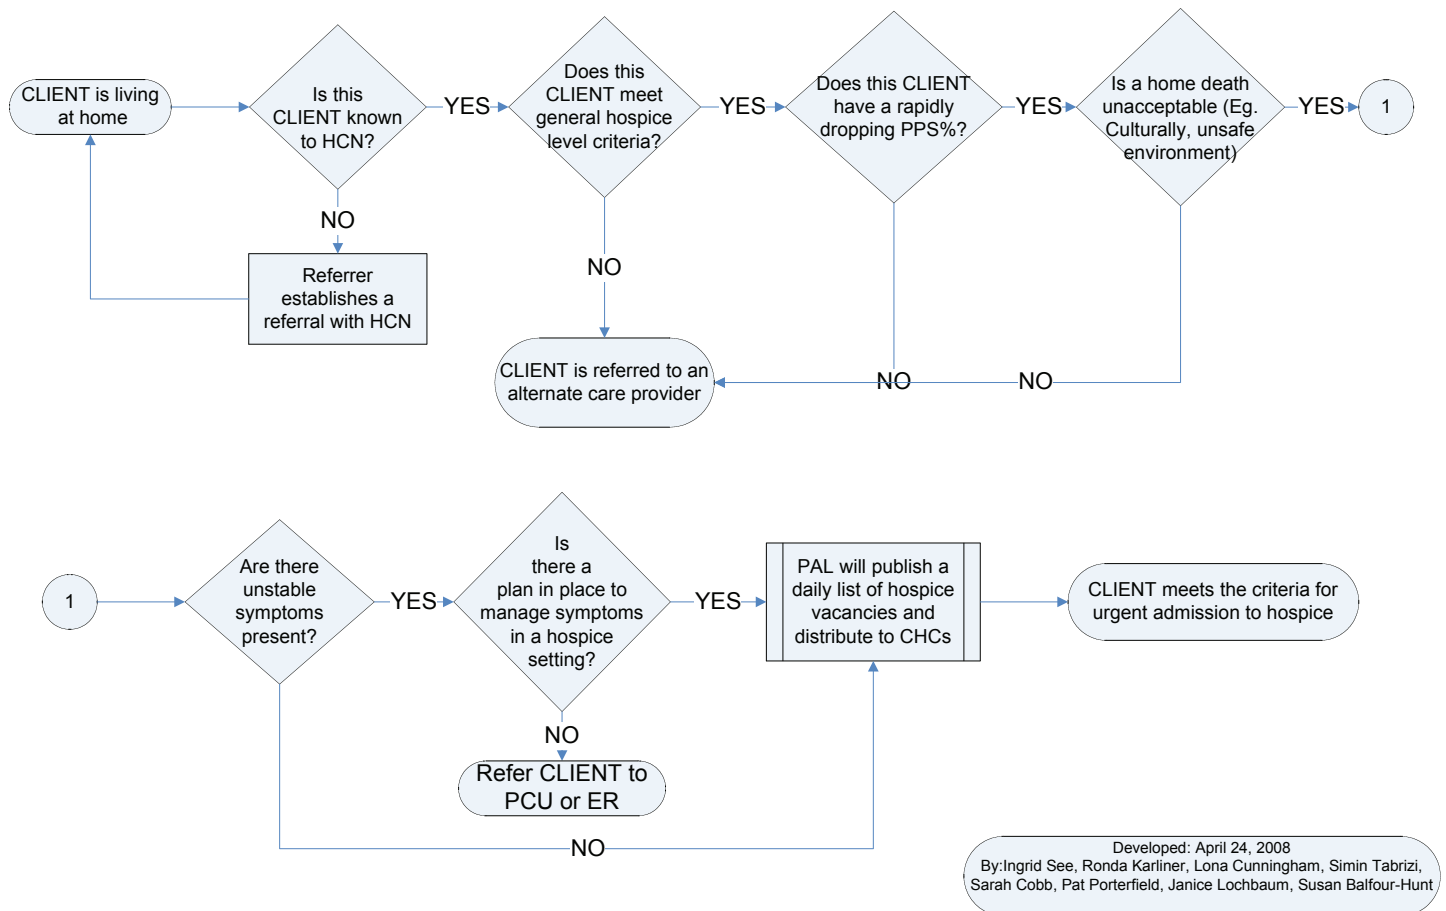 CLIENT is living
at home
Is this
CLIENT known
to HCN?
YES
Does this
CLIENT meet
general hospice
level criteria?
YES
Does this CLIENT
have a rapidly
dropping PPS%?
YES
Is a home death
unacceptable (Eg.
Culturally, unsafe
environment)
YES
1
NO
Referrer
establishes a
referral with HCN
NO
CLIENT is referred to an
alternate care provider
NO
NO
1
Are there
unstable
symptoms
present?
YES
Is
there a
plan in place to
manage symptoms
in a hospice
setting?
YES
PAL will publish a
daily list of hospice
vacancies and
distribute to CHCs
CLIENT meets the criteria for
urgent admission to hospice
NO
Refer CLIENT to
PCU or ER
NO
Developed: April 24, 2008
By:Ingrid See, Ronda Karliner, Lona Cunningham, Simin Tabrizi,
Sarah Cobb, Pat Porterfield, Janice Lochbaum, Susan Balfour-Hunt